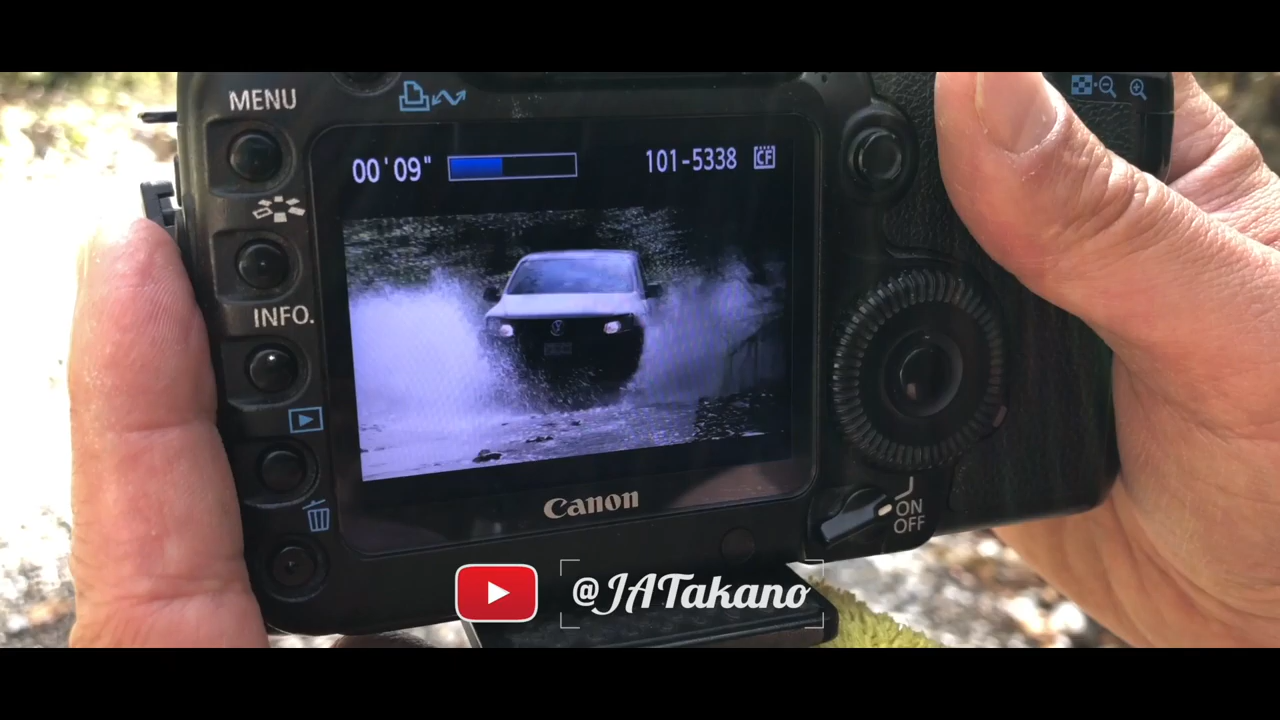 MENU
00'09"
101-5338
CF
INFO.
Canon
ON
OFF
@JATakano